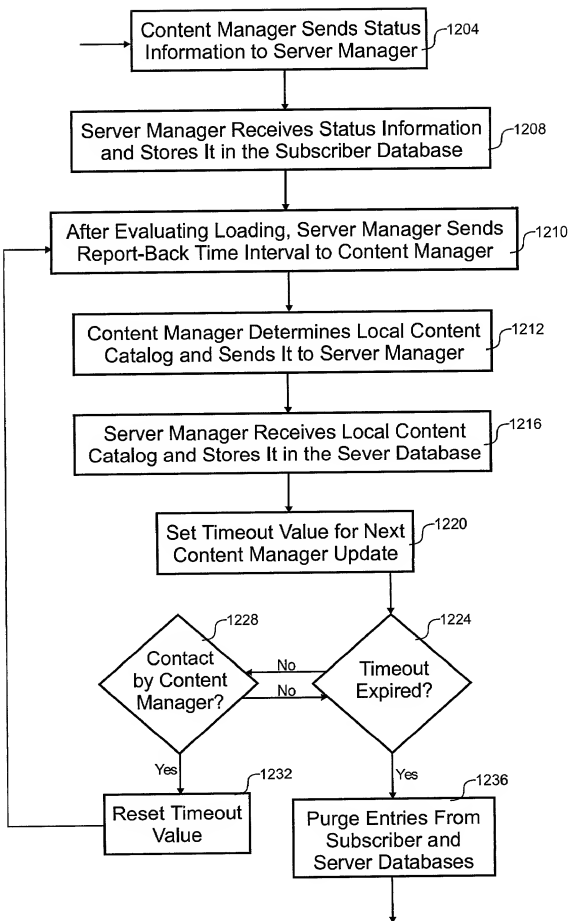 Content Manager Sends Status
Information to Server Manager
1204
Server Manager Receives Status Information
and Stores It in the Subscriber Database
1208
After Evaluating Loading, Server Manager Sends
Report-Back Time Interval to Content Manager
1210
Content Manager Determines Local Content
Catalog and Sends It to Server Manager
1212
Server Manager Receives Local Content
Catalog and Stores It in the Sever Database
1216
Set Timeout Value for Next
Content Manager Update
1220
1228
Contact
by Content
Manager?
No
No
1224
Timeout
Expired?
Yes
1232
Reset Timeout
Value
Yes
1236
Purge Entries From
Subscriber and
Server Databases